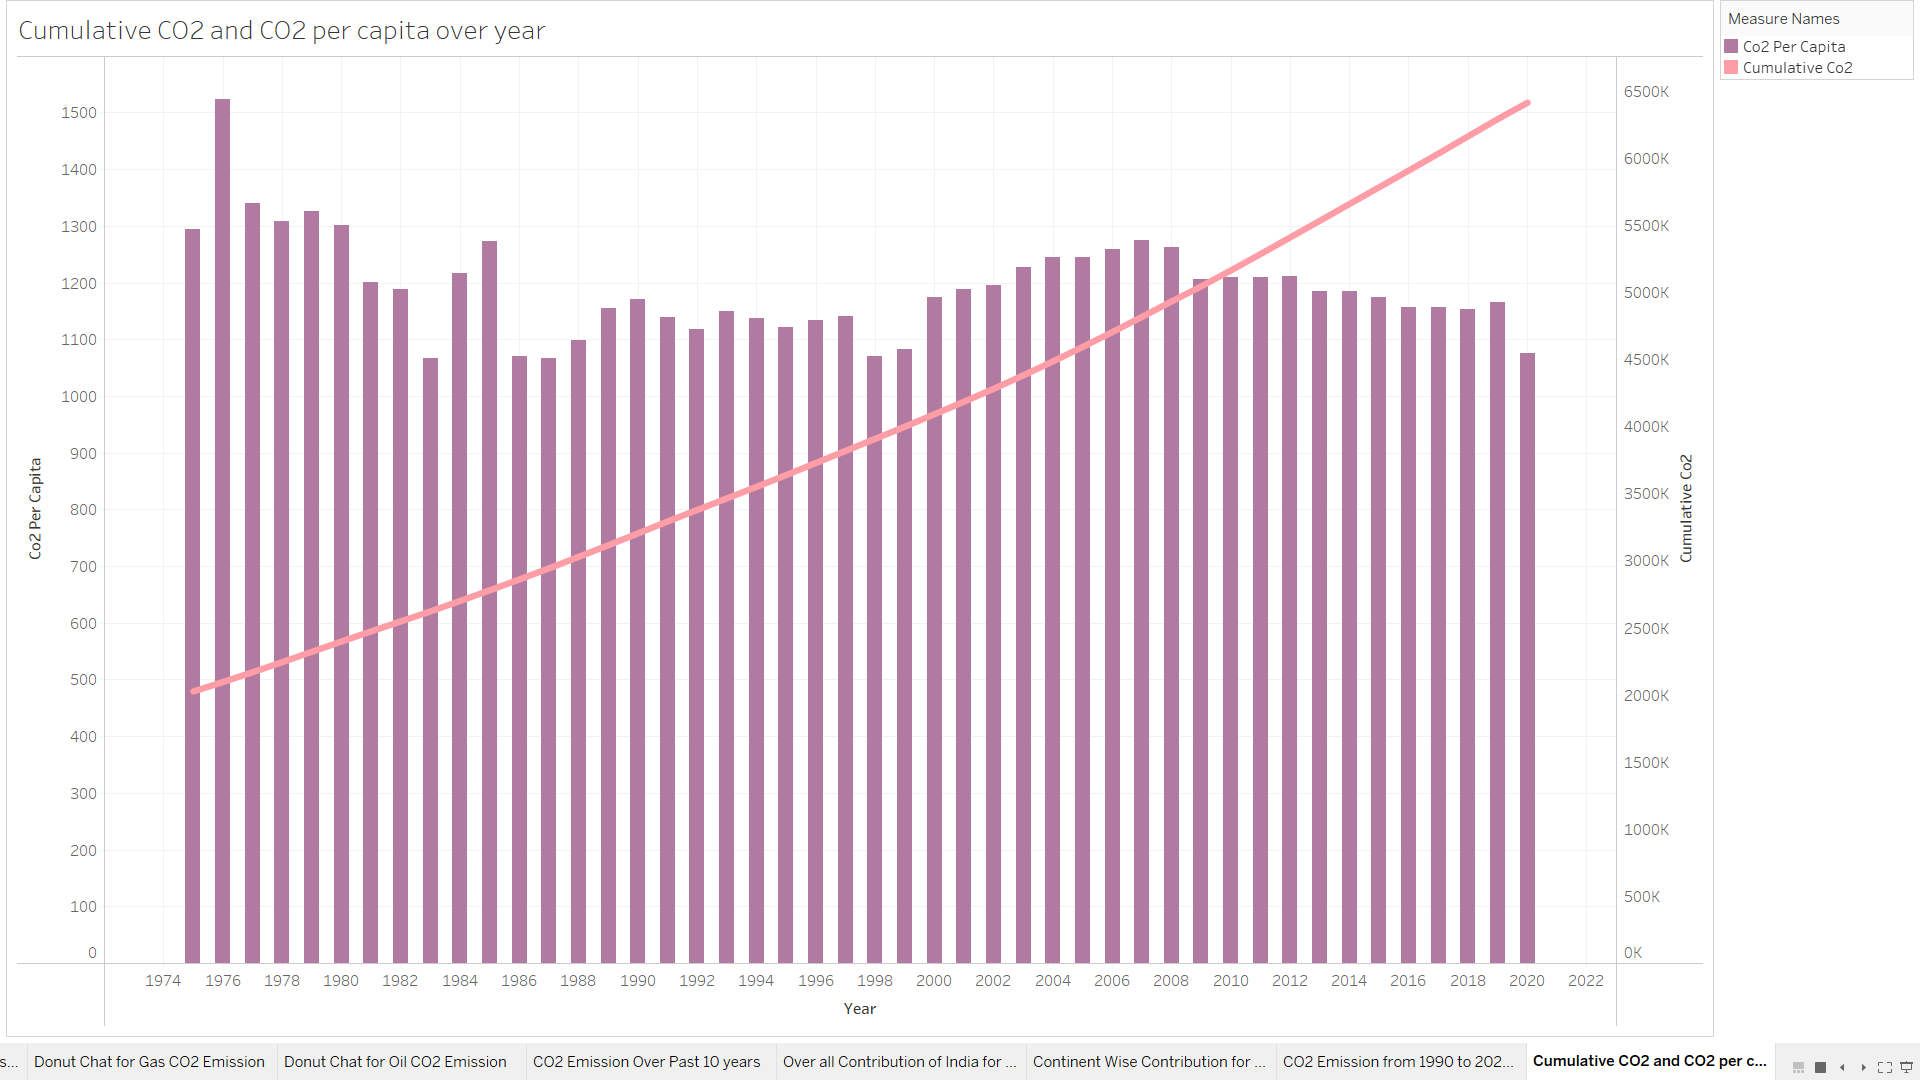 Cumulative CO2 and CO2 per capita over year
Measure Names
Co2 Per Capita
Cumulative Co2
1500
1400
1300
1200
1100
1000
900
800
700
600
500
400
300
200
100
0
Co2 Per Capita
6500K
6000K
5500K
5000K
4500K
4000K
3500K
3000K
2500K
2000K
1500K
1000K
500K
0K
Cumulative Co2
1974 1976 1978 1980 1982 1984 1986 1988 1990 1992 1994 1996 1998 2000 2002 2004 2006 2008 2010 2012 2014 2016 2018 2020 2022
Year
s... Donut Chat for Gas CO2 Emission Donut Chat for Oil CO2 Emission CO2 Emission Over Past 10 years Over all Contribution of India for ... Continent Wise Contribution for ... CO2 Emission from 1990 to 202... Cumulative CO2 and CO2 per c...